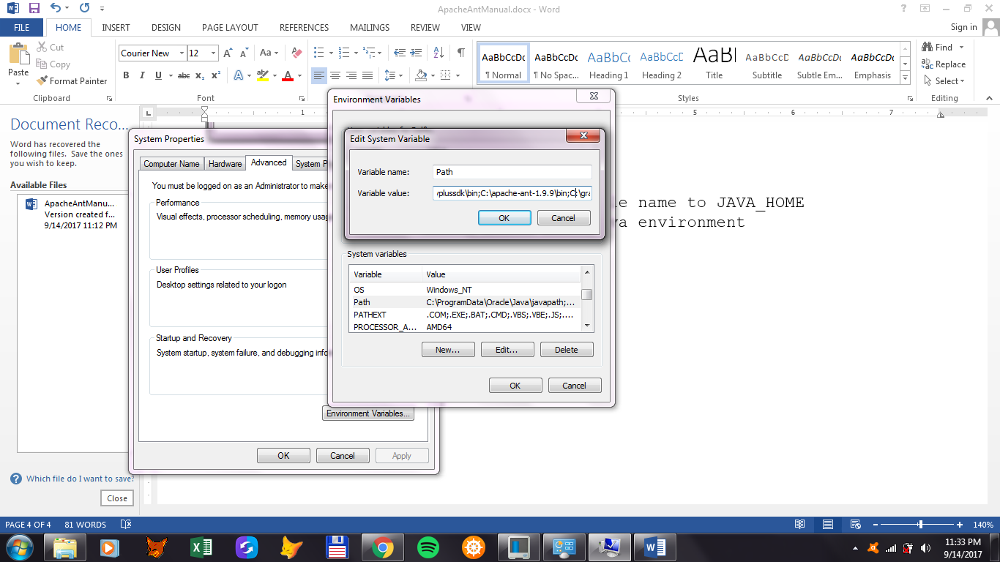 ApacheAntManual.docx - Word
FILE HOME INSERT DESIGN PAGE LAYOUT REFERENCES MAILINGS REVIEW VIEW Sign in
Paste
Cut
Copy
Format Painter
Clipboard
Courier New 12
Font
AaBbCcDc AaBbCcDc AaBbCc AaBbCcD AaBb AaBbCcD AaBbCcDc AaBbCcDc
¶ Normal ¶ No Spac... Heading 1 Heading 2 Title Subtitle Subtle Em... Emphasis
Styles
Find
Replace
Select
Editing
1 5 6 7
Document Reco...
Word has recovered the
following files. Save the ones
you wish to keep.
Available Files
ApacheAntManu...
Version created f...
9/14/2017 11:12 PM
Which file do I want to save?
Close
System Properties
Computer Name Hardware Advanced System P
You must be logged on as an Administrator to make
Performance
Visual effects, processor scheduling, memory usag
User Profiles
Desktop settings related to your logon
Startup and Recovery
System startup, system failure, and debugging info
Environment Variables...
OK Cancel Apply
Environment Variables
Edit System Variable
Variable name: Path
Variable value: plussdk\bin;C:\apache-ant-1.9.9\bin;C:\gra
OK Cancel
System variables
Variable Value
OS Windows_NT
Path C:\ProgramData\Oracle\Java\javapath;...
PATHEXT .COM;.EXE;.BAT;.CMD;.VBS;.VBE;.JS;....
PROCESSOR_A... AMD64
New... Edit... Delete
OK Cancel
e name to JAVA_HOME
a environment
PAGE 4 OF 4 81 WORDS 140%
11:33 PM
9/14/2017